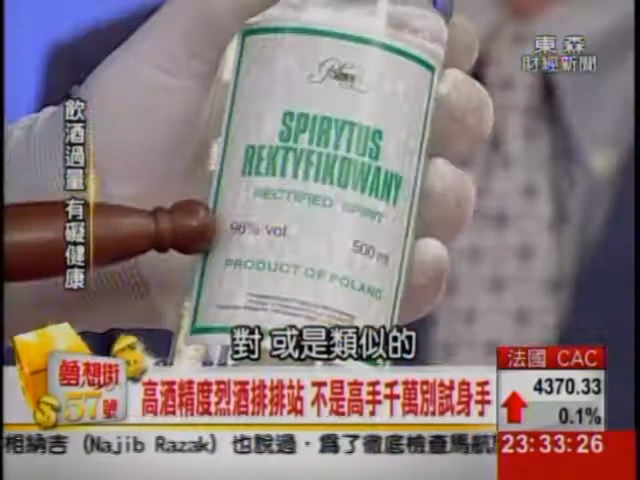 東森
財經新聞
飲酒過量 有礙健康
Polmos
SPIRYTUS
REKTYFIKOWANY
RECTIFIED SPIRIT
96% vol
500 ml
PRODUCT OF POLAND
對 或是類似的
夢想街
57號
高酒精度烈酒排排站 不是高手千萬別試身手
法國 CAC
4370.33
0.1%
相納吉 (Najib Razak) 也說過，為了徹底檢查馬航
23:33:26